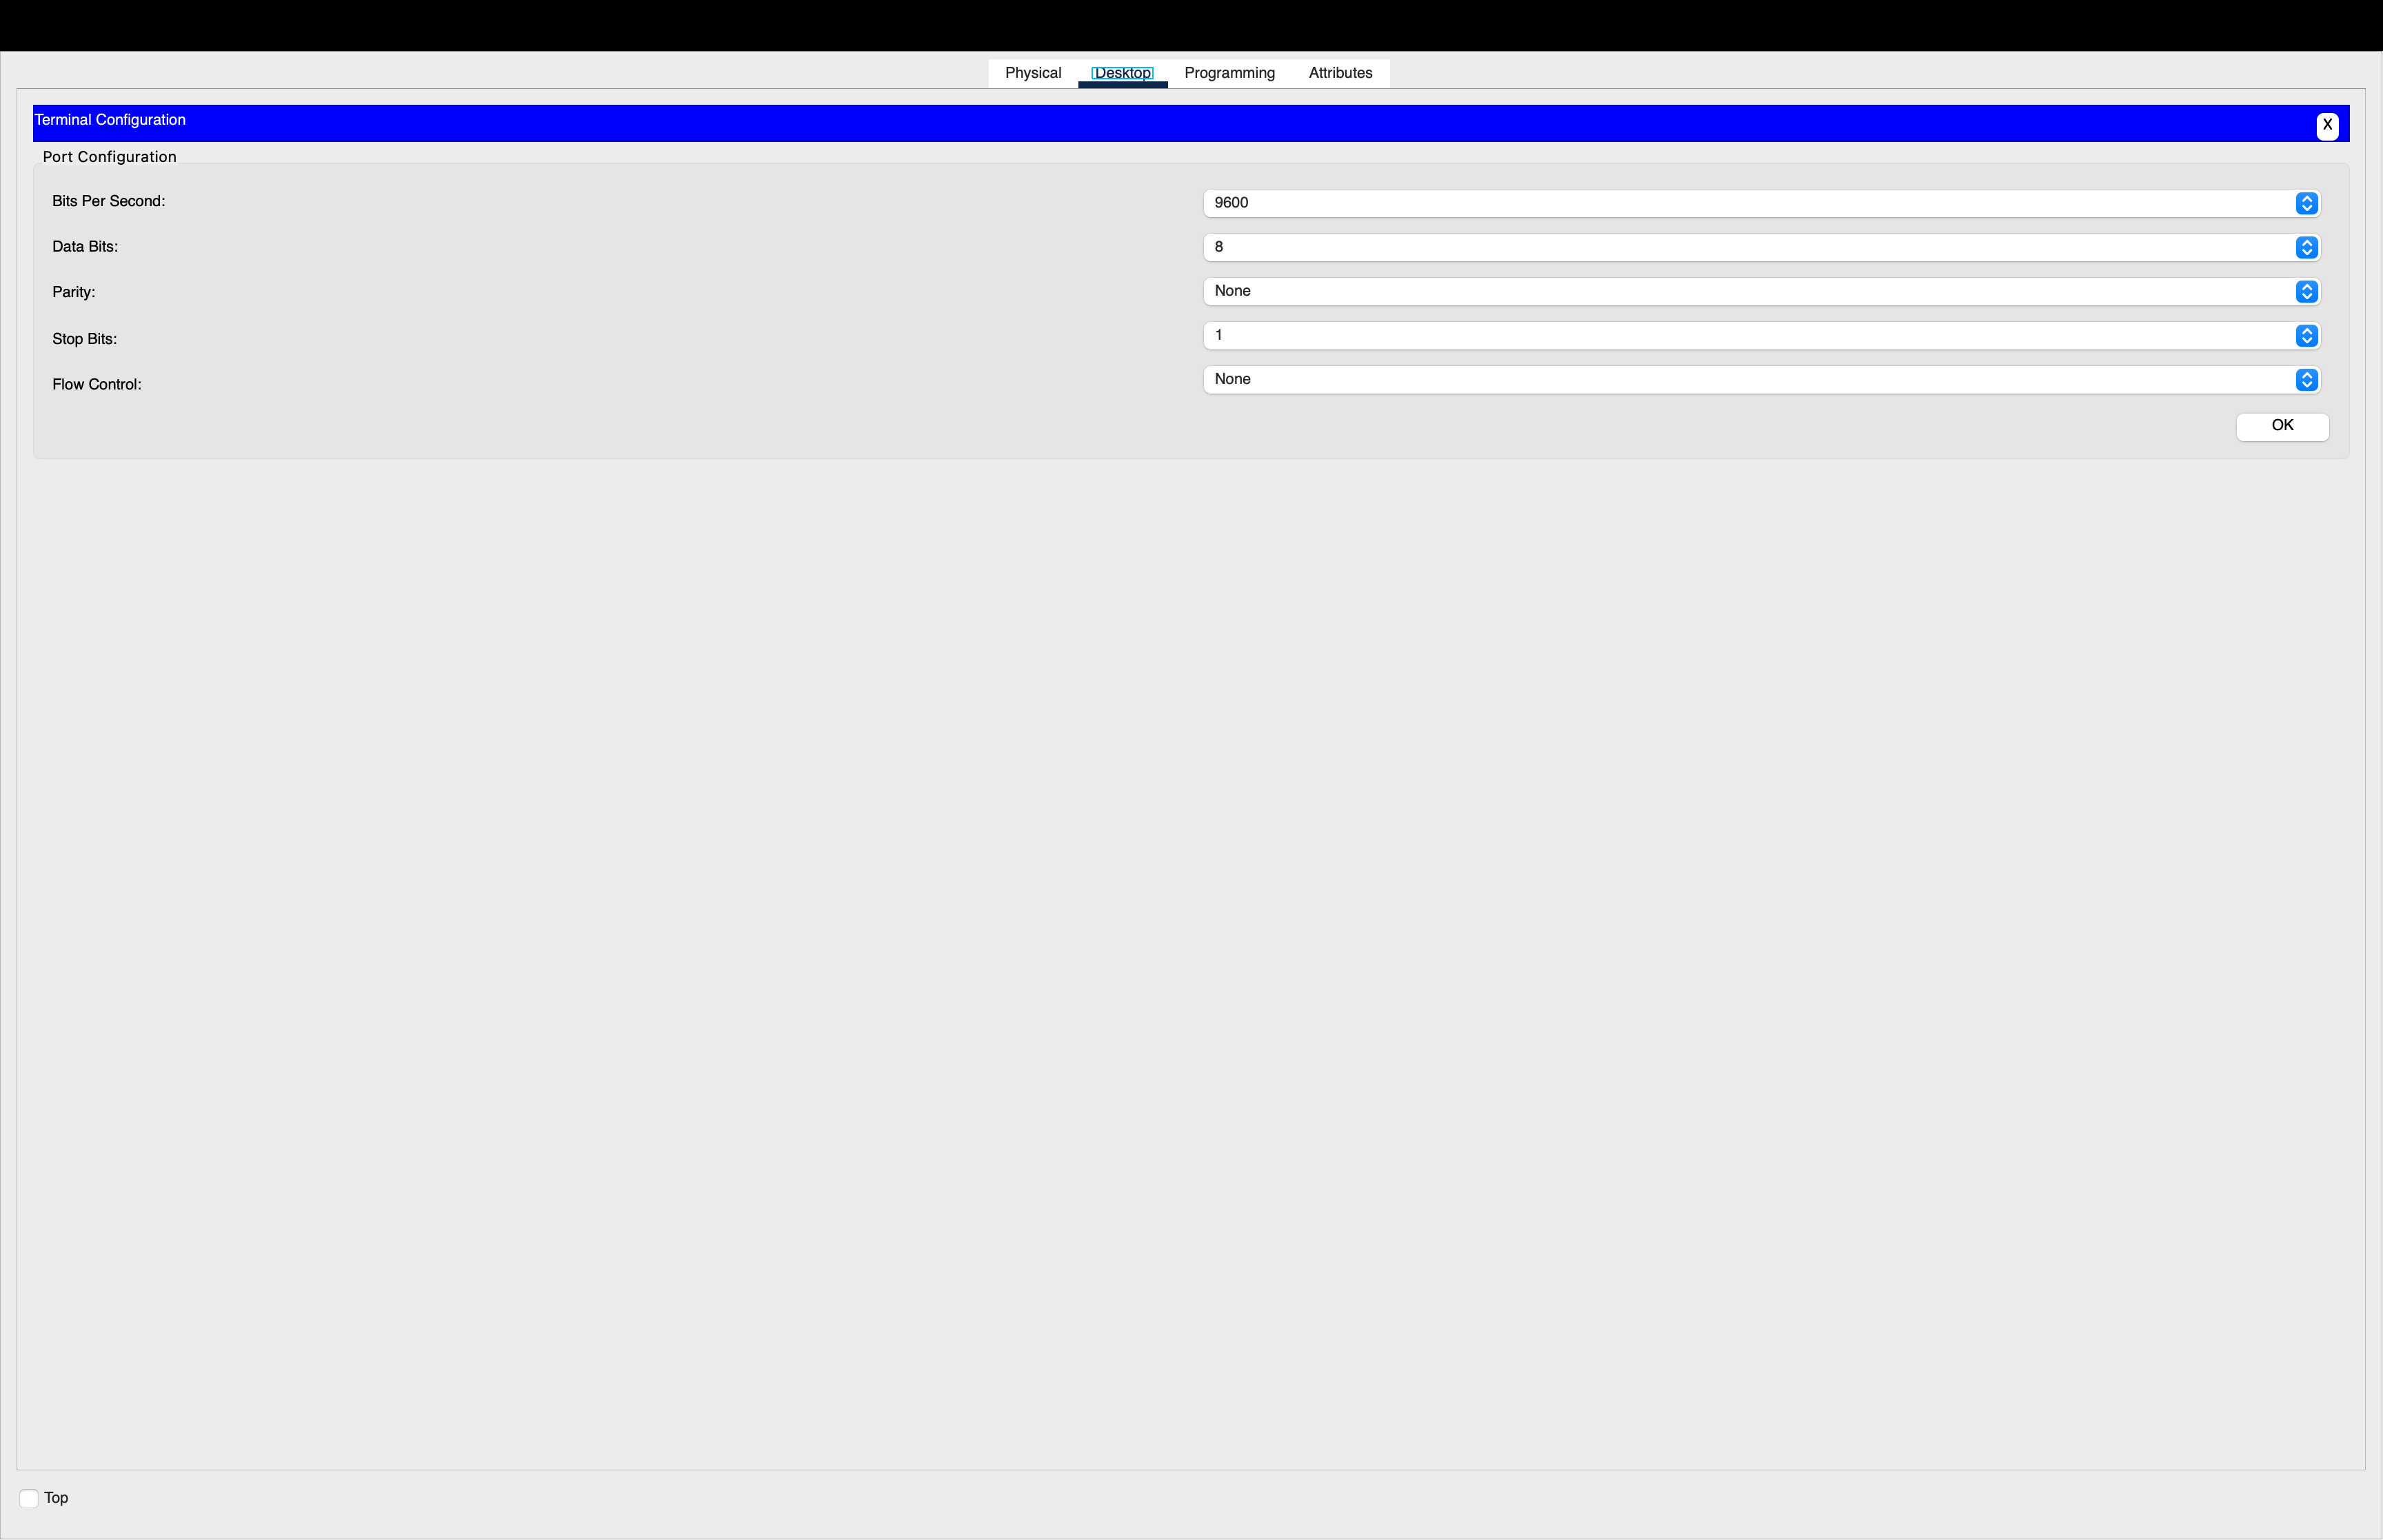 Physical Desktop Programming Attributes
Terminal Configuration X
Port Configuration
Bits Per Second: 9600
Data Bits: 8
Parity: None
Stop Bits: 1
Flow Control: None
OK
Top